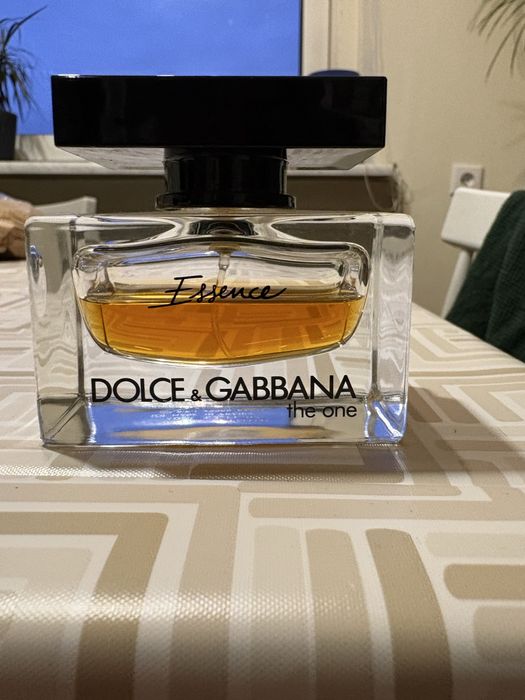 Essence
DOLCE & GABBANA
the one